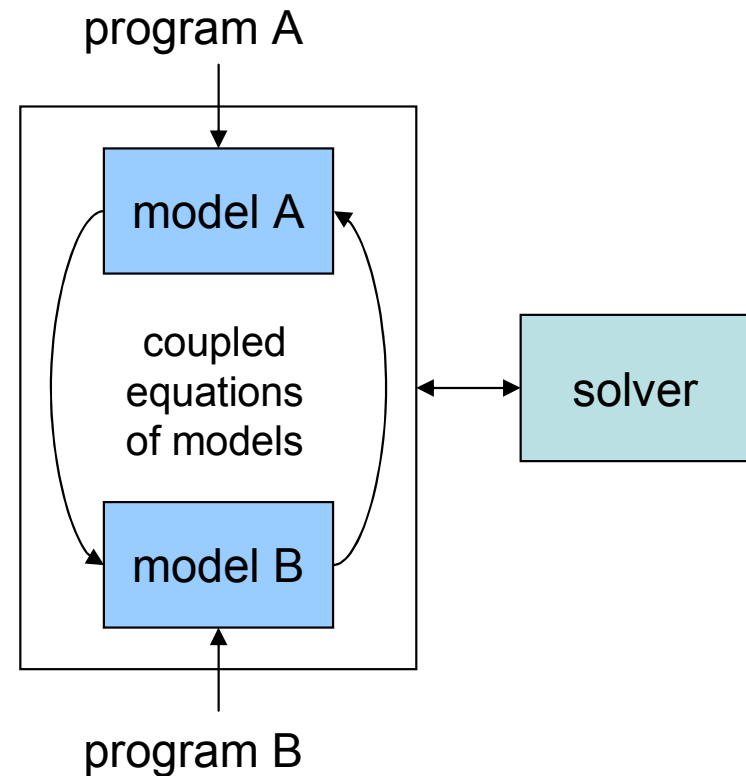 program A
model A
coupled
equations
of models
solver
model B
program B